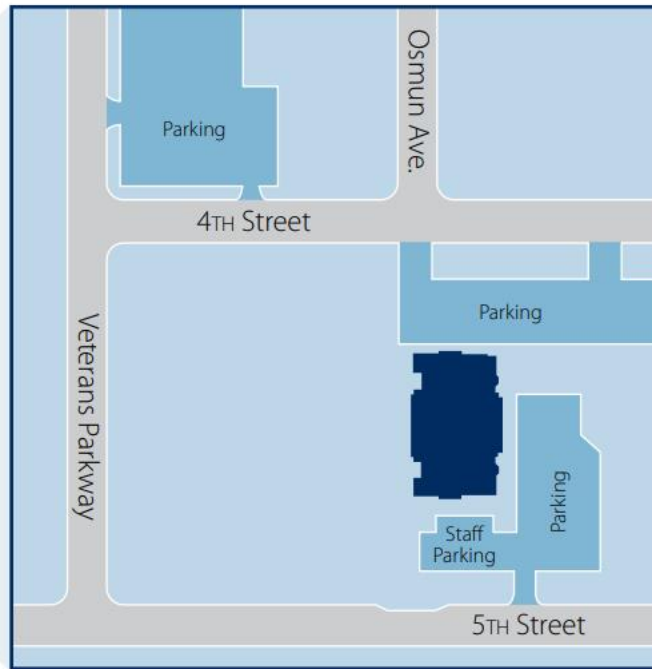 Osmun Ave.
Parking
4TH Street
Parking
Veterans Parkway
Parking
Staff
Parking
5TH Street